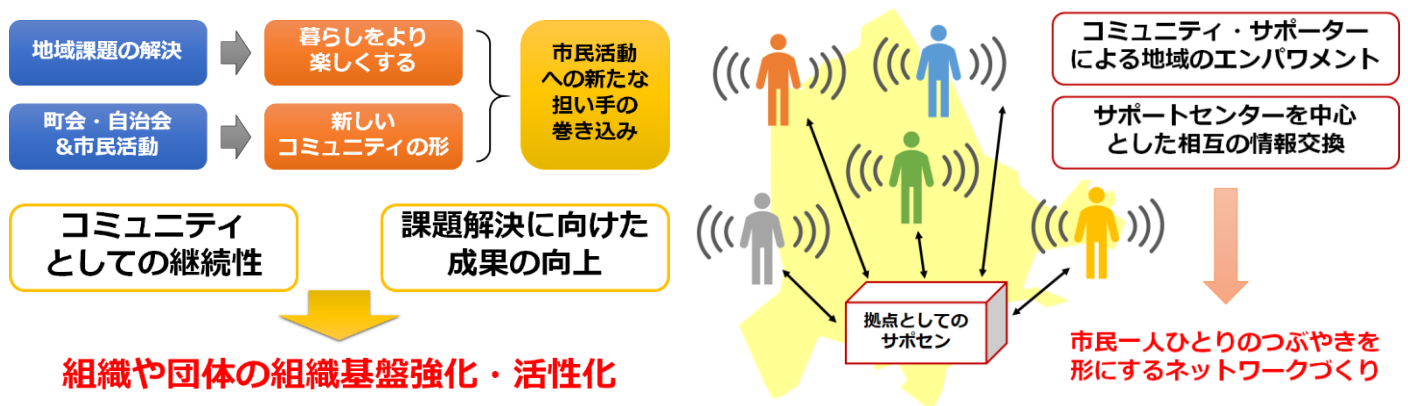 地域課題の解決
暮らしをより
楽しくする
町会・自治会
&市民活動
新しい
コミュニティの形
市民活動
への新たな
担い手の
巻き込み
コミュニティ
としての継続性
課題解決に向けた
成果の向上
組織や団体の組織基盤強化・活性化
拠点としての
サポセン
コミュニティ・サポーター
による地域のエンパワメント
サポートセンターを中心
とした相互の情報交換
市民一人ひとりのつぶやきを
形にするネットワークづくり